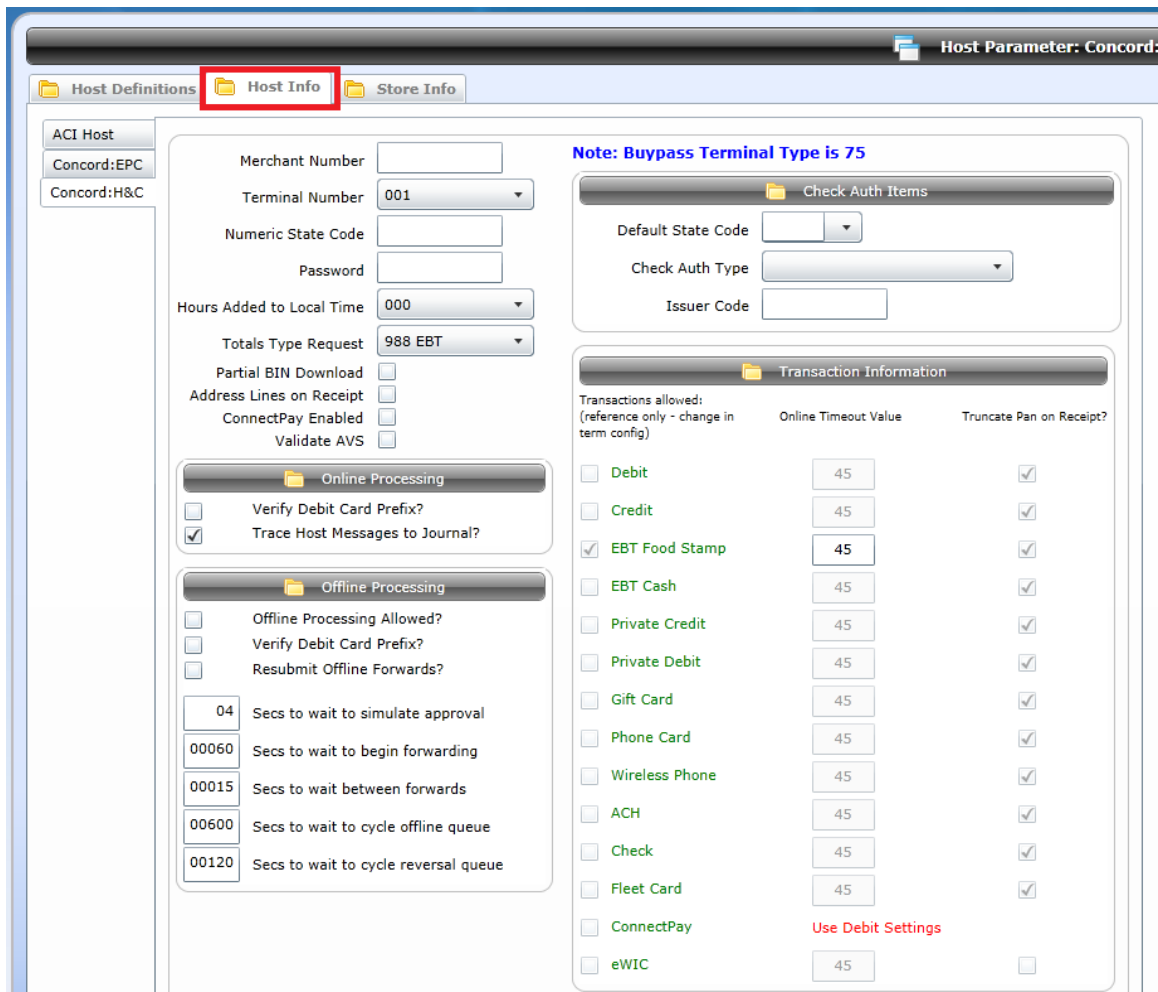 Host Parameter: Concord:
Host Definitions
Host Info
Store Info
ACI Host
Concord:EPC
Concord:H&C
Merchant Number
Terminal Number 001
Numeric State Code
Password
Hours Added to Local Time 000
Totals Type Request 988 EBT
Partial BIN Download
Address Lines on Receipt
ConnectPay Enabled
Validate AVS
Online Processing
Verify Debit Card Prefix?
Trace Host Messages to Journal?
Offline Processing
Offline Processing Allowed?
Verify Debit Card Prefix?
Resubmit Offline Forwards?
04 Secs to wait to simulate approval
00060 Secs to wait to begin forwarding
00015 Secs to wait between forwards
00600 Secs to wait to cycle offline queue
00120 Secs to wait to cycle reversal queue
Note: Buypass Terminal Type is 75
Check Auth Items
Default State Code
Check Auth Type
Issuer Code
Transaction Information
Transactions allowed:
(reference only - change in
term config)
Online Timeout Value
Truncate Pan on Receipt?
Debit 45
Credit 45
EBT Food Stamp 45
EBT Cash 45
Private Credit 45
Private Debit 45
Gift Card 45
Phone Card 45
Wireless Phone 45
ACH 45
Check 45
Fleet Card 45
ConnectPay Use Debit Settings
eWIC 45